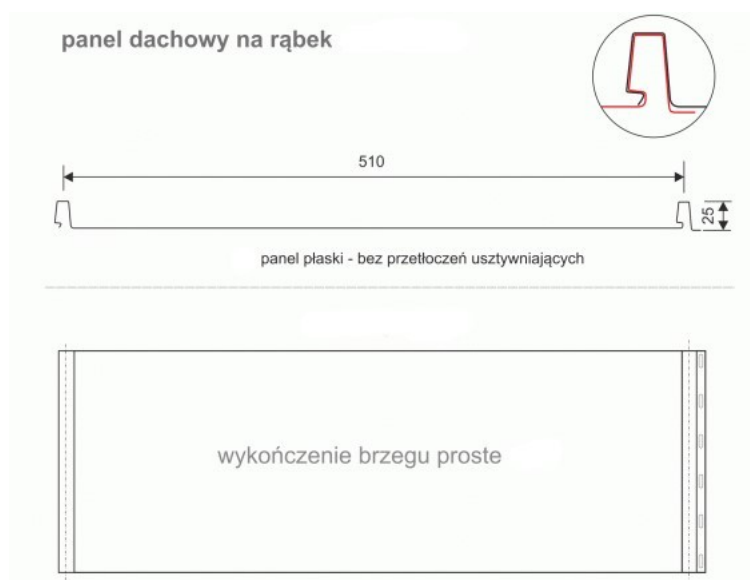 panel dachowy na rąbek
510
25
panel płaski - bez przetłoczeń usztywniających
wykończenie brzegu proste